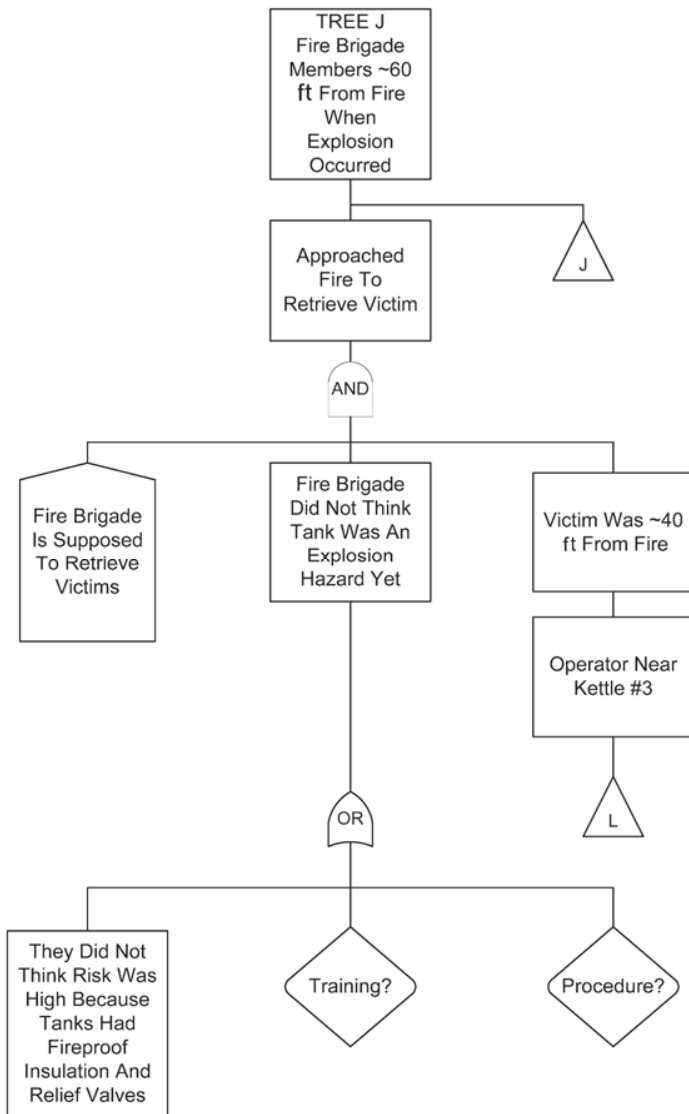 TREE J
Fire Brigade
Members ~60
ft From Fire
When
Explosion
Occurred
Approached
Fire To
Retrieve Victim
J
AND
Fire Brigade
Is Supposed
To Retrieve
Victims
Fire Brigade
Did Not Think
Tank Was An
Explosion
Hazard Yet
Victim Was ~40
ft From Fire
Operator Near
Kettle #3
L
OR
They Did Not
Think Risk Was
High Because
Tanks Had
Fireproof
Insulation And
Relief Valves
Training?
Procedure?